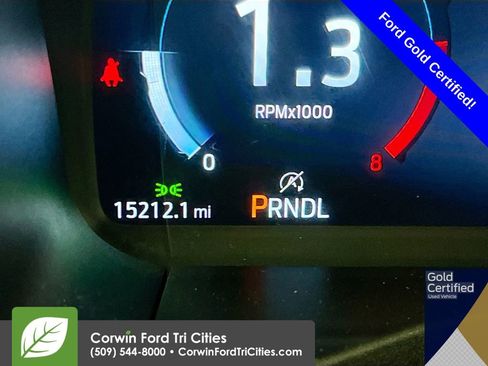 Ford Gold Certified!
1.3
RPMx1000
0
8
15212.1 mi
PRNDL
Gold
Certified
Used Vehicle
Corwin Ford Tri Cities
(509) 544-8000 • CorwinFordTriCities.com